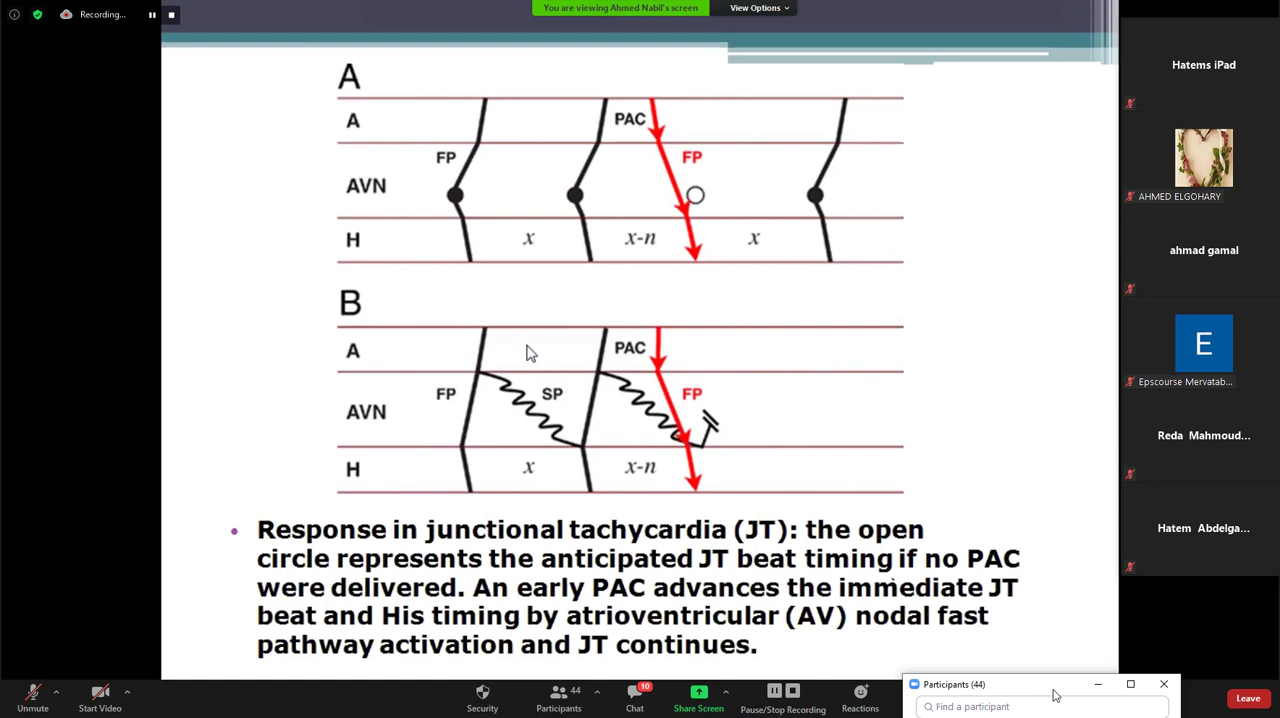 Recording...
You are viewing Ahmed Nabil's screen
View Options
A
A
PAC
FP
FP
AVN
H
x
x-n
x
B
A
PAC
FP
SP
FP
AVN
H
x
x-n
• Response in junctional tachycardia (JT): the open
circle represents the anticipated JT beat timing if no PAC
were delivered. An early PAC advances the immediate JT
beat and His timing by atrioventricular (AV) nodal fast
pathway activation and JT continues.
Hatems iPad
AHMED ELGOHARY
ahmad gamal
E
Epscourse Mervatab...
Reda Mahmoud...
Hatem Abdelga...
Participants (44)
Find a participant
Unmute
Start Video
Security
44
Participants
10
Chat
Share Screen
Pause/Stop Recording
Reactions
Leave